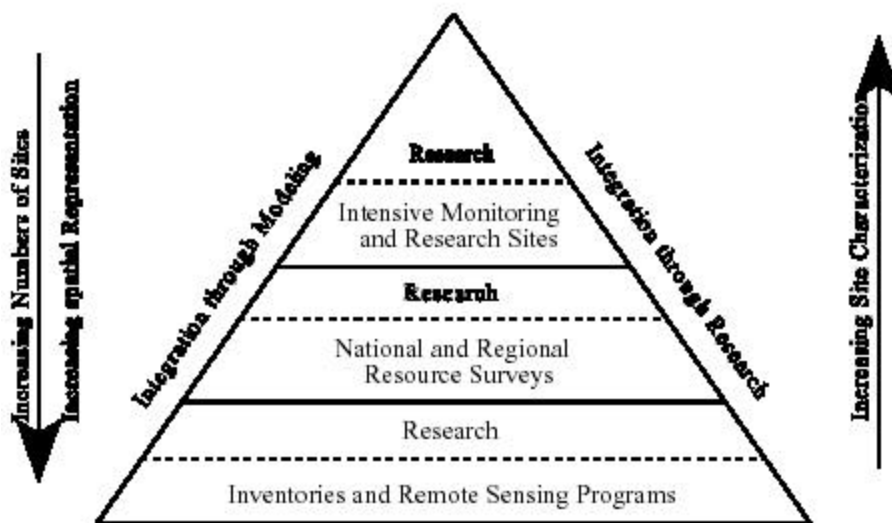 Increasing Numbers of Sites
Increasing spatial Representation
Integration through Modeling
Research
Intensive Monitoring
and Research Sites
Research
National and Regional
Resource Surveys
Research
Inventories and Remote Sensing Programs
Integration through Research
Increasing Site Characterization